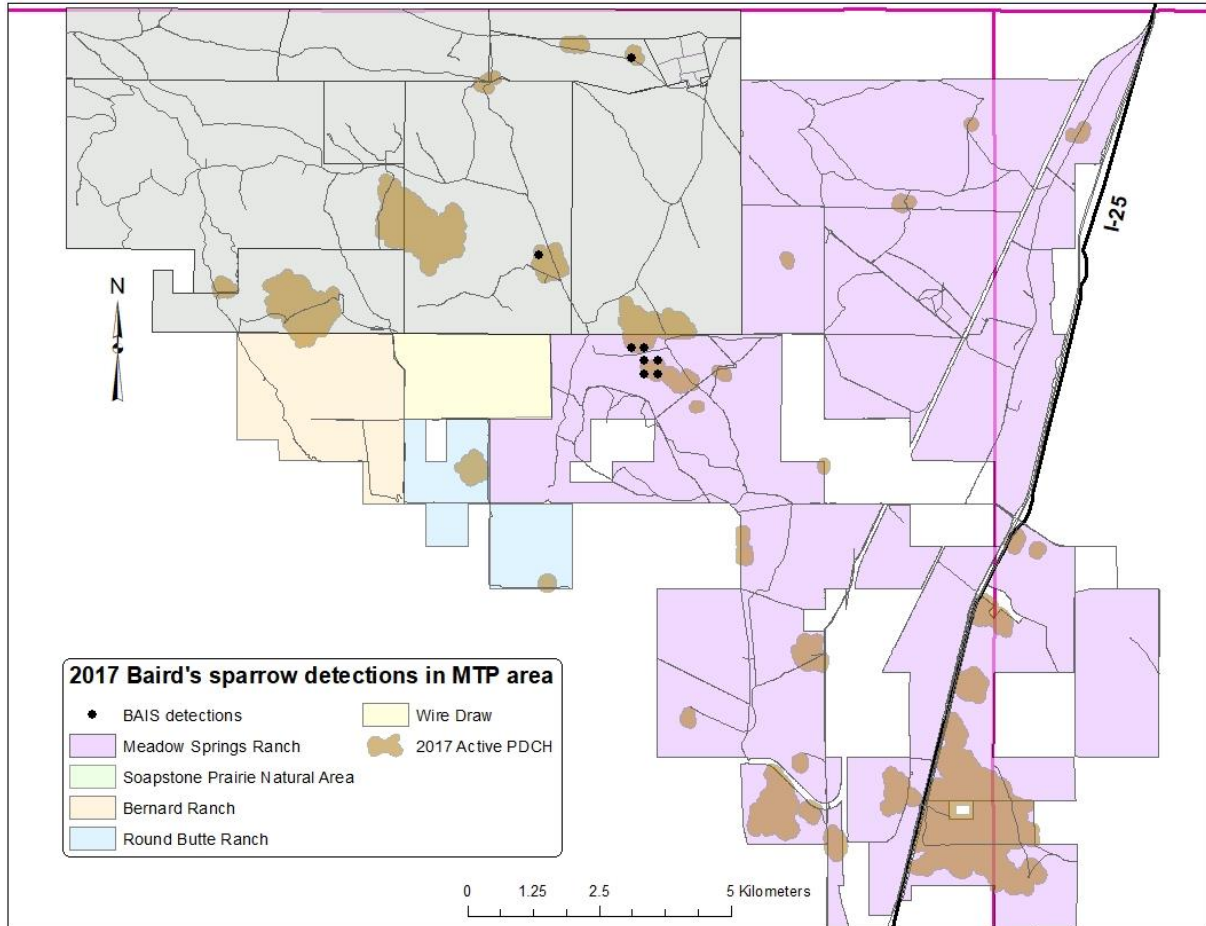 I-25
N
2017 Baird's sparrow detections in MTP area
BAIS detections
Wire Draw
Meadow Springs Ranch
2017 Active PDCH
Soapstone Prairie Natural Area
Bernard Ranch
Round Butte Ranch
0 1.25 2.5 5 Kilometers